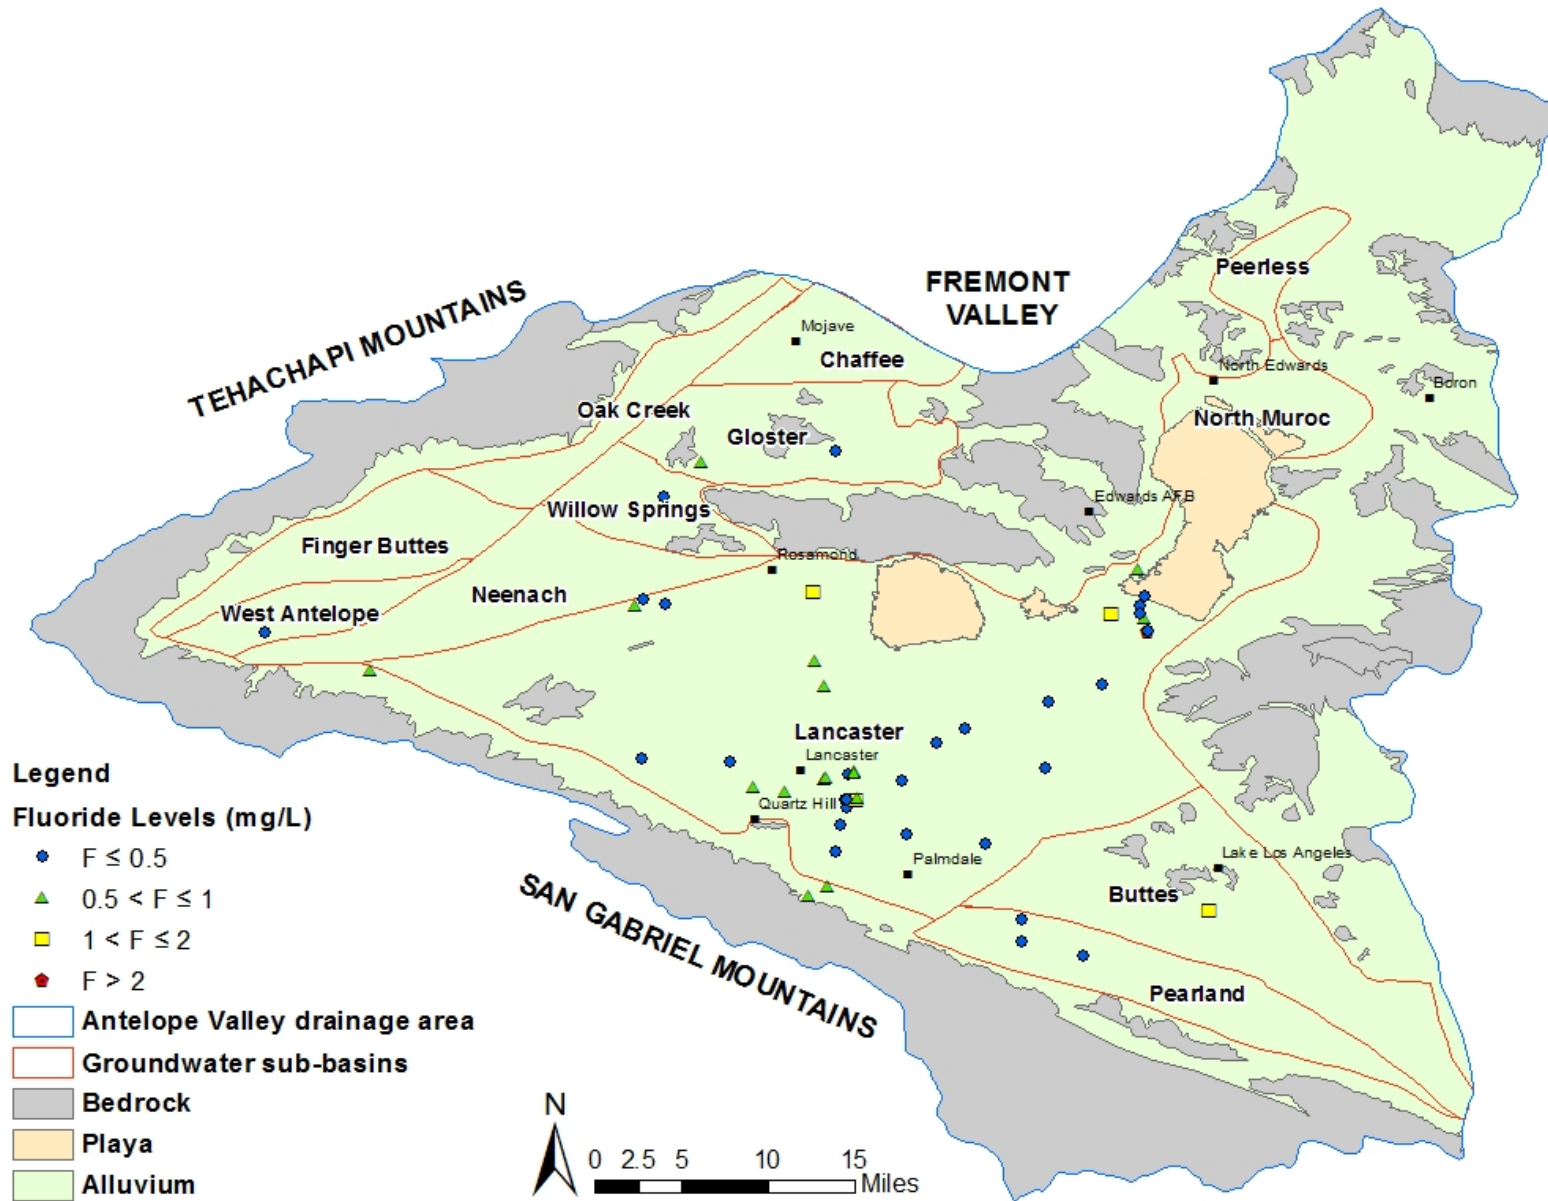 FREMONT
VALLEY
Peerless
TEHACHAPI MOUNTAINS
Mojave
Chaffee
North Edwards
Boron
Oak Creek
North Muroc
Gloster
Edwards AFB
Willow Springs
Finger Buttes
Rosamond
Neenach
West Antelope
Lancaster
Lancaster
Quartz Hill
Palmdale
Lake Los Angeles
Buttes
SAN GABRIEL MOUNTAINS
Pearland
Legend
Fluoride Levels (mg/L)
F ≤ 0.5
0.5 < F ≤ 1
1 < F ≤ 2
F > 2
Antelope Valley drainage area
Groundwater sub-basins
Bedrock
Playa
Alluvium
N
0 2.5 5 10 15
Miles